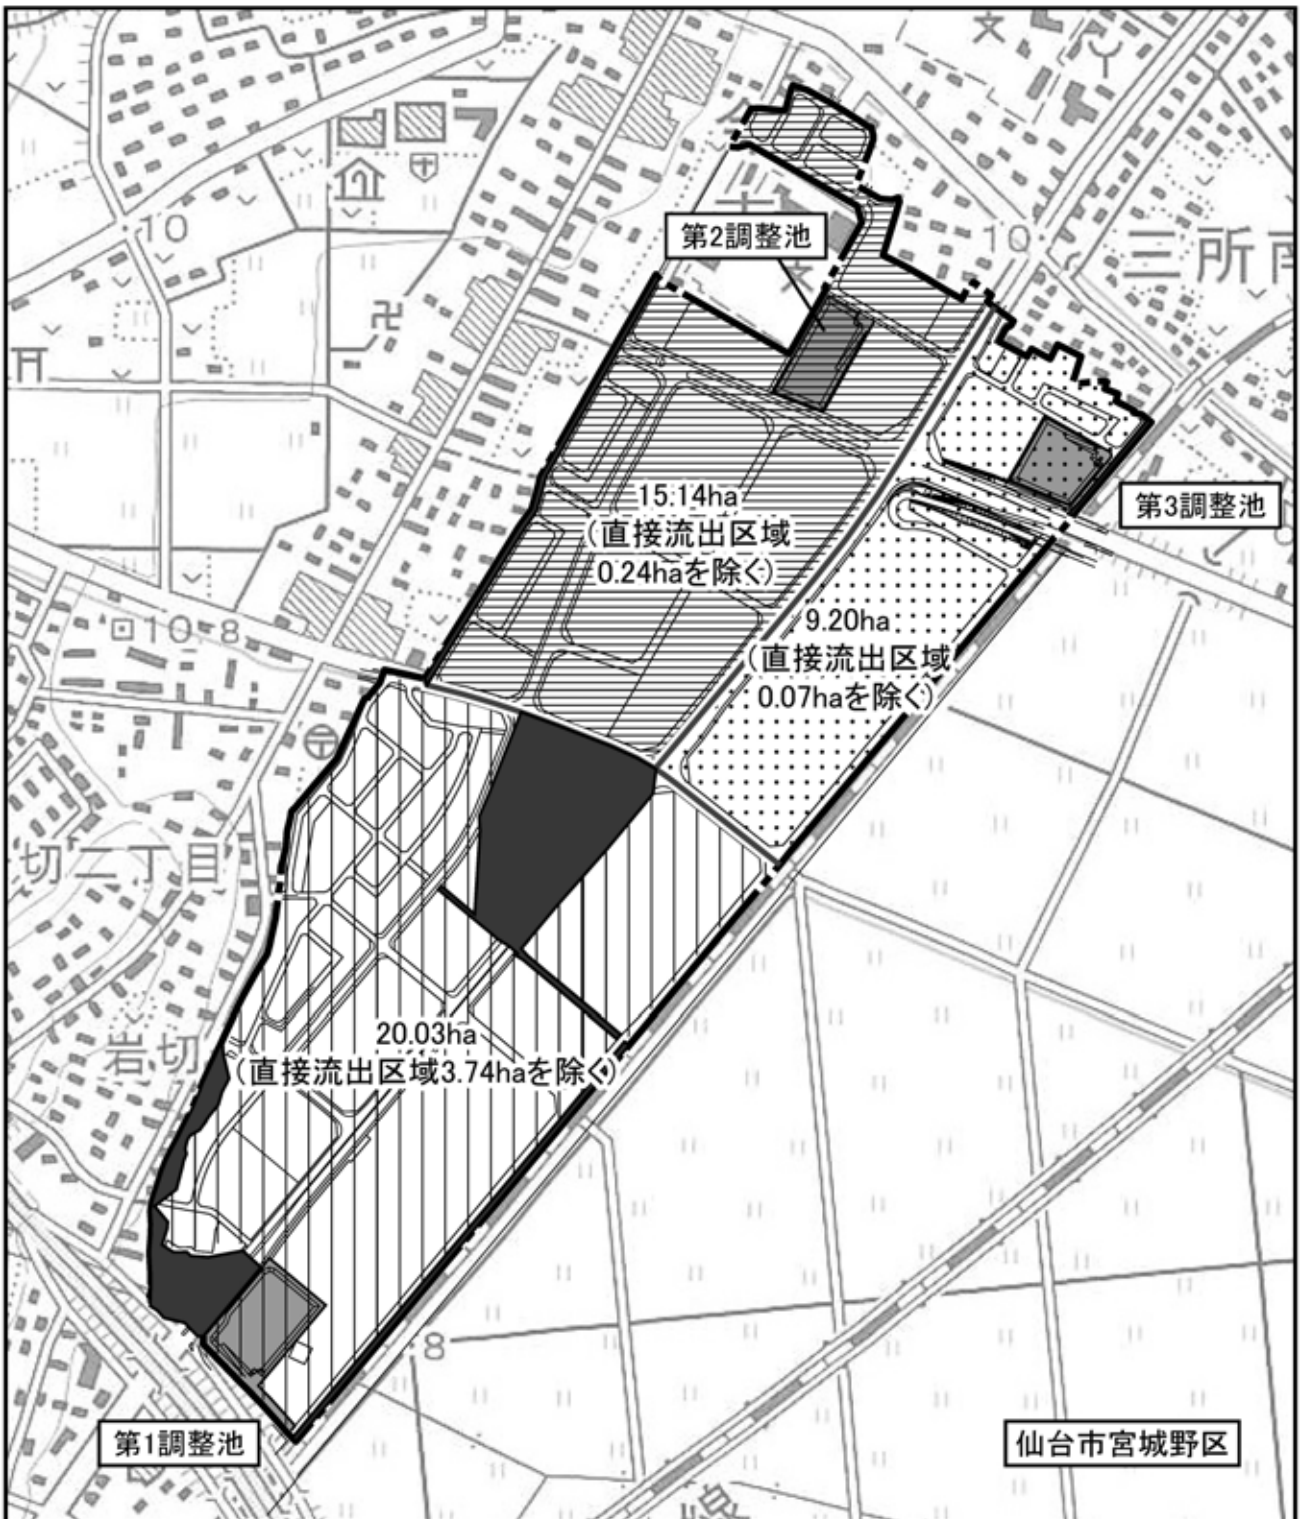 10
10
三所南
第2調整池
15.14ha
(直接流出区域
0.24haを除く)
第3調整池
10.8
9.20ha
(直接流出区域
0.07haを除く)
切二丁目
岩切
20.03ha
(直接流出区域3.74haを除く)
8
第1調整池
仙台市宮城野区
線